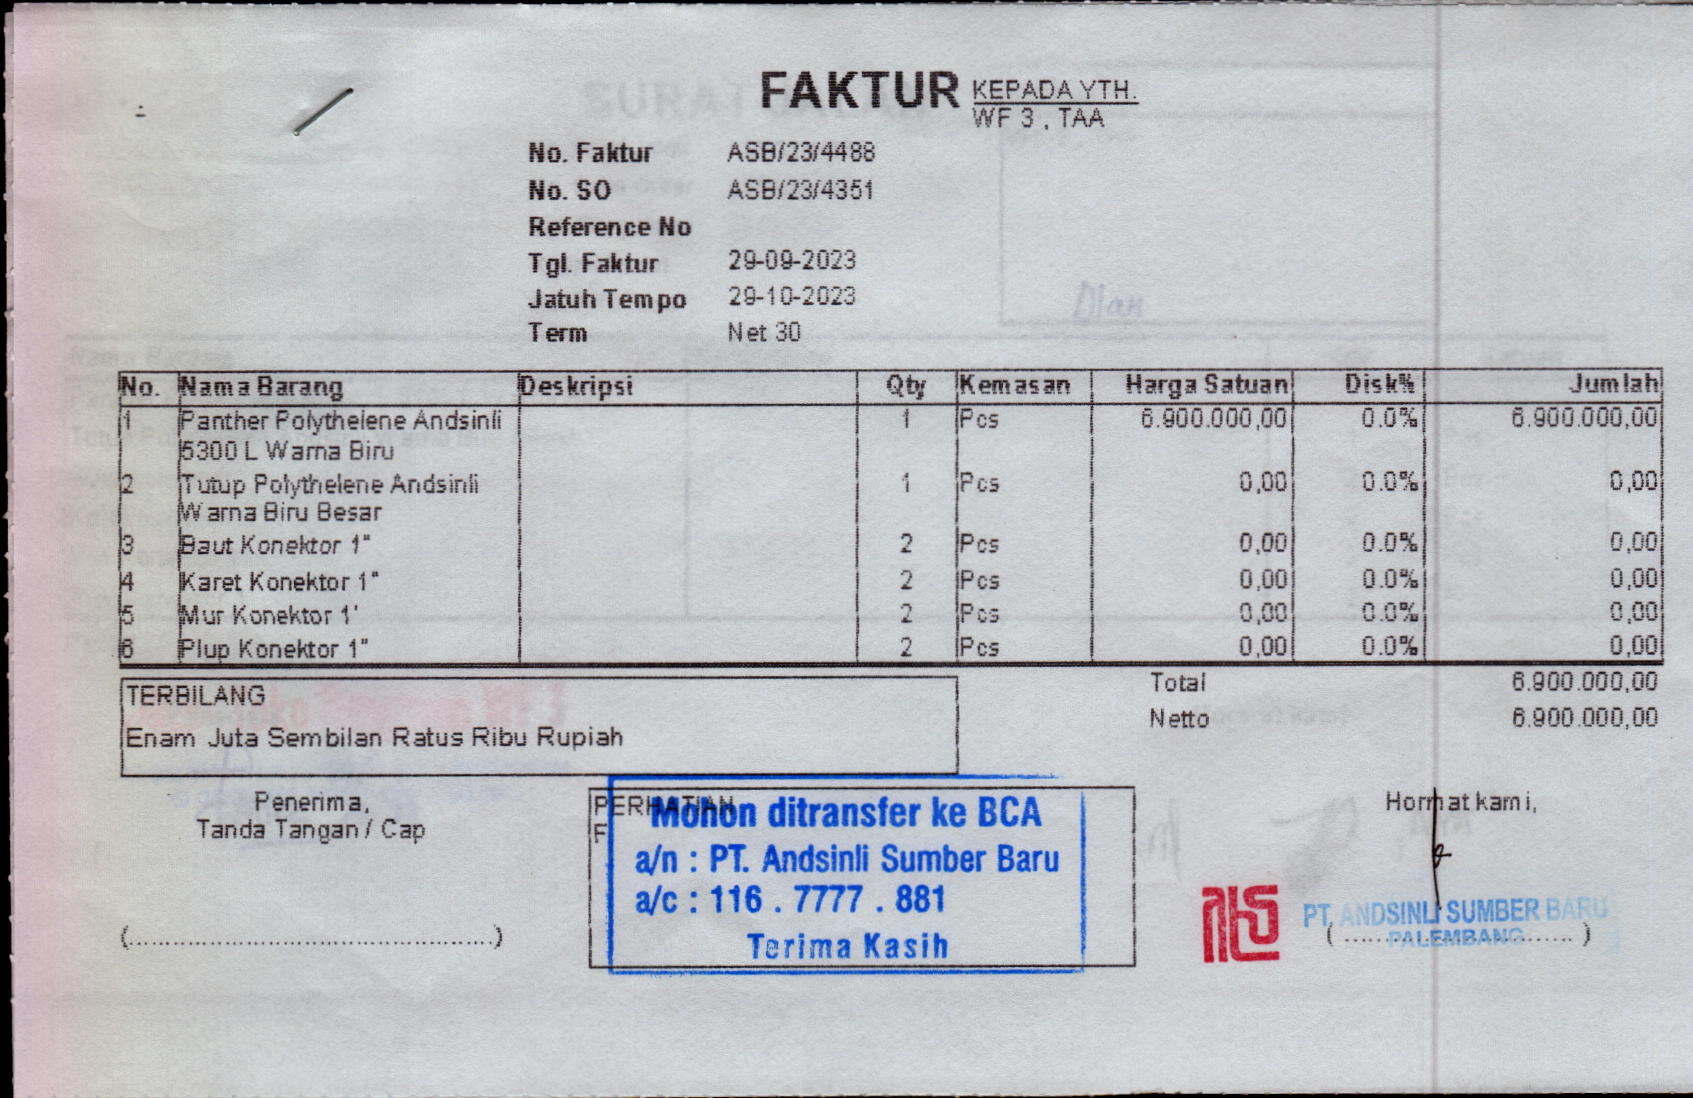 FAKTUR
KEPADA YTH.
WF 3 , TAA
No. Faktur ASB/23/4488
No. SO ASB/23/4351
Reference No
Tgl. Faktur 29-09-2023
Jatuh Tempo 29-10-2023
Term Net 30
No. Nama Barang Deskripsi Qty Kemasan Harga Satuan Disk% Jumlah
1 Panther Polythelene Andsinli 1 Pcs 6.900.000,00 0.0% 6.900.000,00
5300 L Warna Biru
2 Tutup Polythelene Andsinli 1 Pcs 0,00 0.0% 0,00
Warna Biru Besar
3 Baut Konektor 1" 2 Pcs 0,00 0.0% 0,00
4 Karet Konektor 1" 2 Pcs 0,00 0.0% 0,00
5 Mur Konektor 1' 2 Pcs 0,00 0.0% 0,00
6 Plup Konektor 1" 2 Pcs 0,00 0.0% 0,00
Total 6.900.000,00
Netto 6.900.000,00
TERBILANG
Enam Juta Sembilan Ratus Ribu Rupiah
Penerima,
Tanda Tangan / Cap
(...............................................)
PERHATIAN
F
Mohon ditransfer ke BCA
a/n : PT. Andsinli Sumber Baru
a/c : 116 . 7777 . 881
Terima Kasih
Hormat kami,
PT. ANDSINLI SUMBER BARU
PALEMBANG
( .............................. )